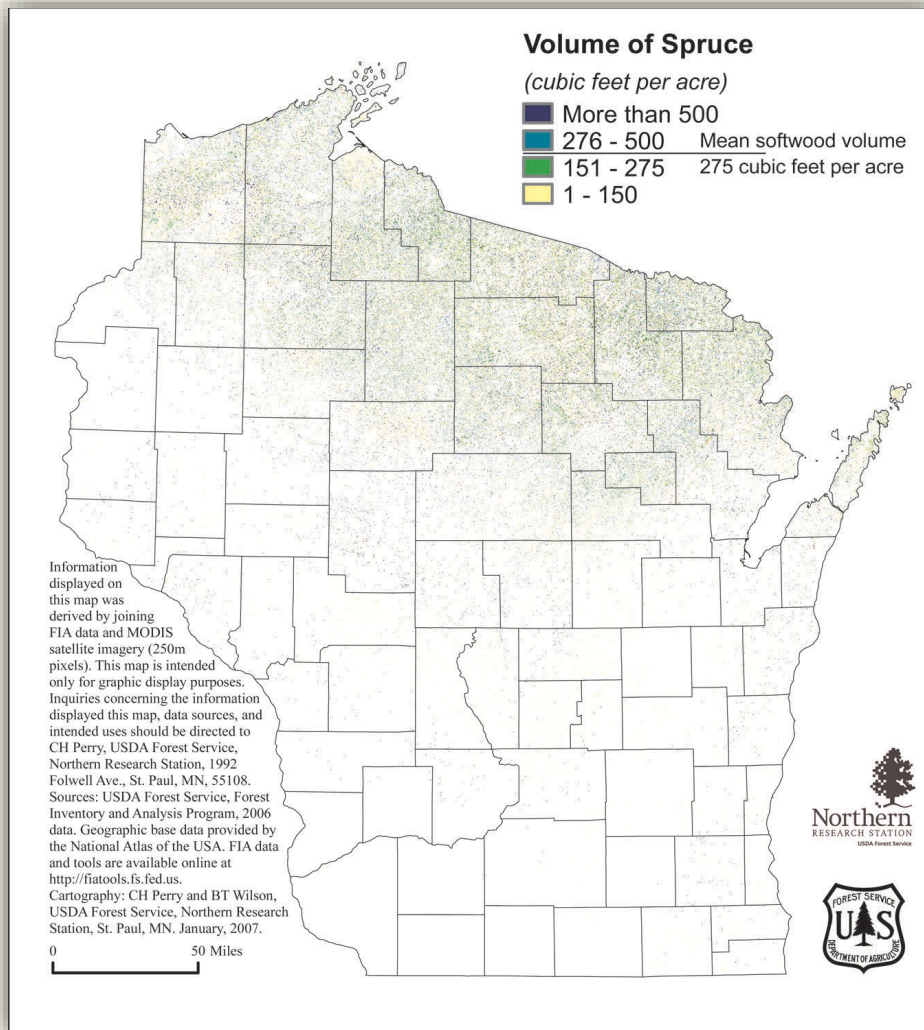 Volume of Spruce
(cubic feet per acre)
More than 500
276 - 500 Mean softwood volume
151 - 275 275 cubic feet per acre
1 - 150
Information
displayed on
this map was
derived by joining
FIA data and MODIS
satellite imagery (250m
pixels). This map is intended
only for graphic display purposes.
Inquiries concerning the information
displayed this map, data sources, and
intended uses should be directed to
CH Perry, USDA Forest Service,
Northern Research Station, 1992
Folwell Ave., St. Paul, MN, 55108.
Sources: USDA Forest Service, Forest
Inventory and Analysis Program, 2006
data. Geographic base data provided by
the National Atlas of the USA. FIA data
and tools are available online at
http://fiatools.fs.fed.us.
Cartography: CH Perry and BT Wilson,
USDA Forest Service, Northern Research
Station, St. Paul, MN. January, 2007.
0 50 Miles
Northern
RESEARCH STATION
USDA Forest Service
FOREST SERVICE
U S
DEPARTMENT OF AGRICULTURE